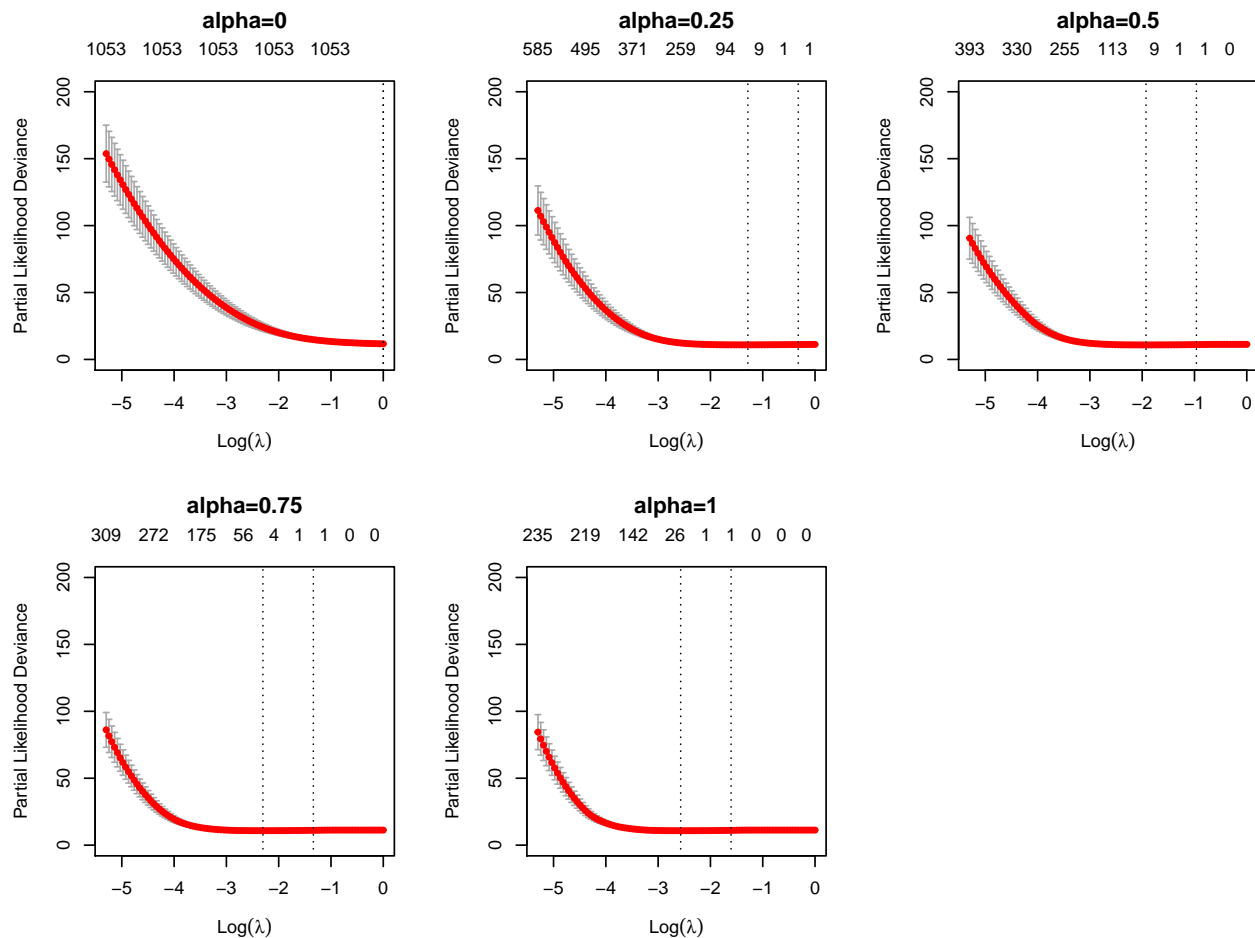 alpha=0
1053 1053 1053 1053 1053
Partial Likelihood Deviance
200
150
100
50
0
−5 −4 −3 −2 −1 0
Log(λ)
alpha=0.25
585 495 371 259 94 9 1 1
Partial Likelihood Deviance
200
150
100
50
0
−5 −4 −3 −2 −1 0
Log(λ)
alpha=0.5
393 330 255 113 9 1 1 0
Partial Likelihood Deviance
200
150
100
50
0
−5 −4 −3 −2 −1 0
Log(λ)
alpha=0.75
309 272 175 56 4 1 1 0 0
Partial Likelihood Deviance
200
150
100
50
0
−5 −4 −3 −2 −1 0
Log(λ)
alpha=1
235 219 142 26 1 1 0 0 0
Partial Likelihood Deviance
200
150
100
50
0
−5 −4 −3 −2 −1 0
Log(λ)